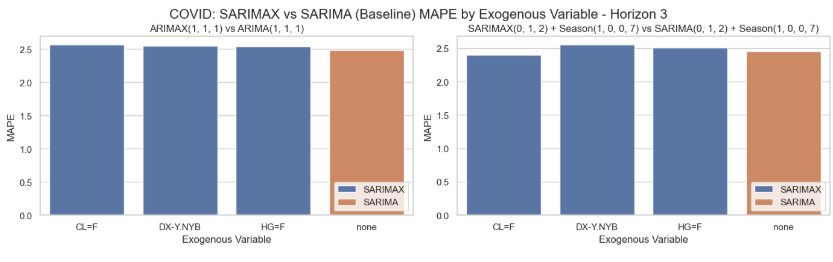 COVID: SARIMAX vs SARIMA (Baseline) MAPE by Exogenous Variable - Horizon 3
ARIMAX(1, 1, 1) vs ARIMA(1, 1, 1)
2.5
2.0
1.5
1.0
0.5
0.0
MAPE
SARIMAX
SARIMA
CL=F DX-Y.NYB HG=F none
Exogenous Variable
SARIMAX(0, 1, 2) + Season(1, 0, 0, 7) vs SARIMA(0, 1, 2) + Season(1, 0, 0, 7)
2.5
2.0
1.5
1.0
0.5
0.0
MAPE
SARIMAX
SARIMA
CL=F DX-Y.NYB HG=F none
Exogenous Variable